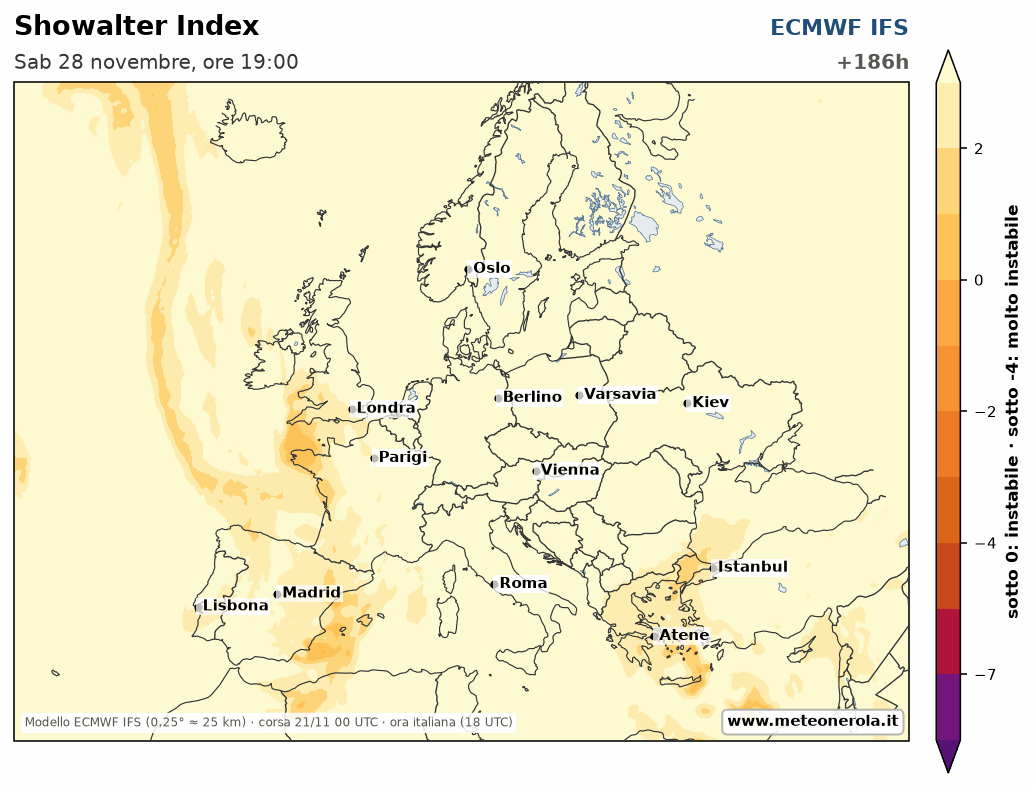 Showalter Index
ECMWF IFS
Sab 28 novembre, ore 19:00
+186h
Oslo
Londra
Berlino
Varsavia
Kiev
Parigi
Vienna
Istanbul
Roma
Madrid
Lisbona
Atene
2
0
−2
−4
−7
sotto 0: instabile · sotto -4: molto instabile
Modello ECMWF IFS (0,25° ≈ 25 km) · corsa 21/11 00 UTC · ora italiana (18 UTC)
www.meteonerola.it